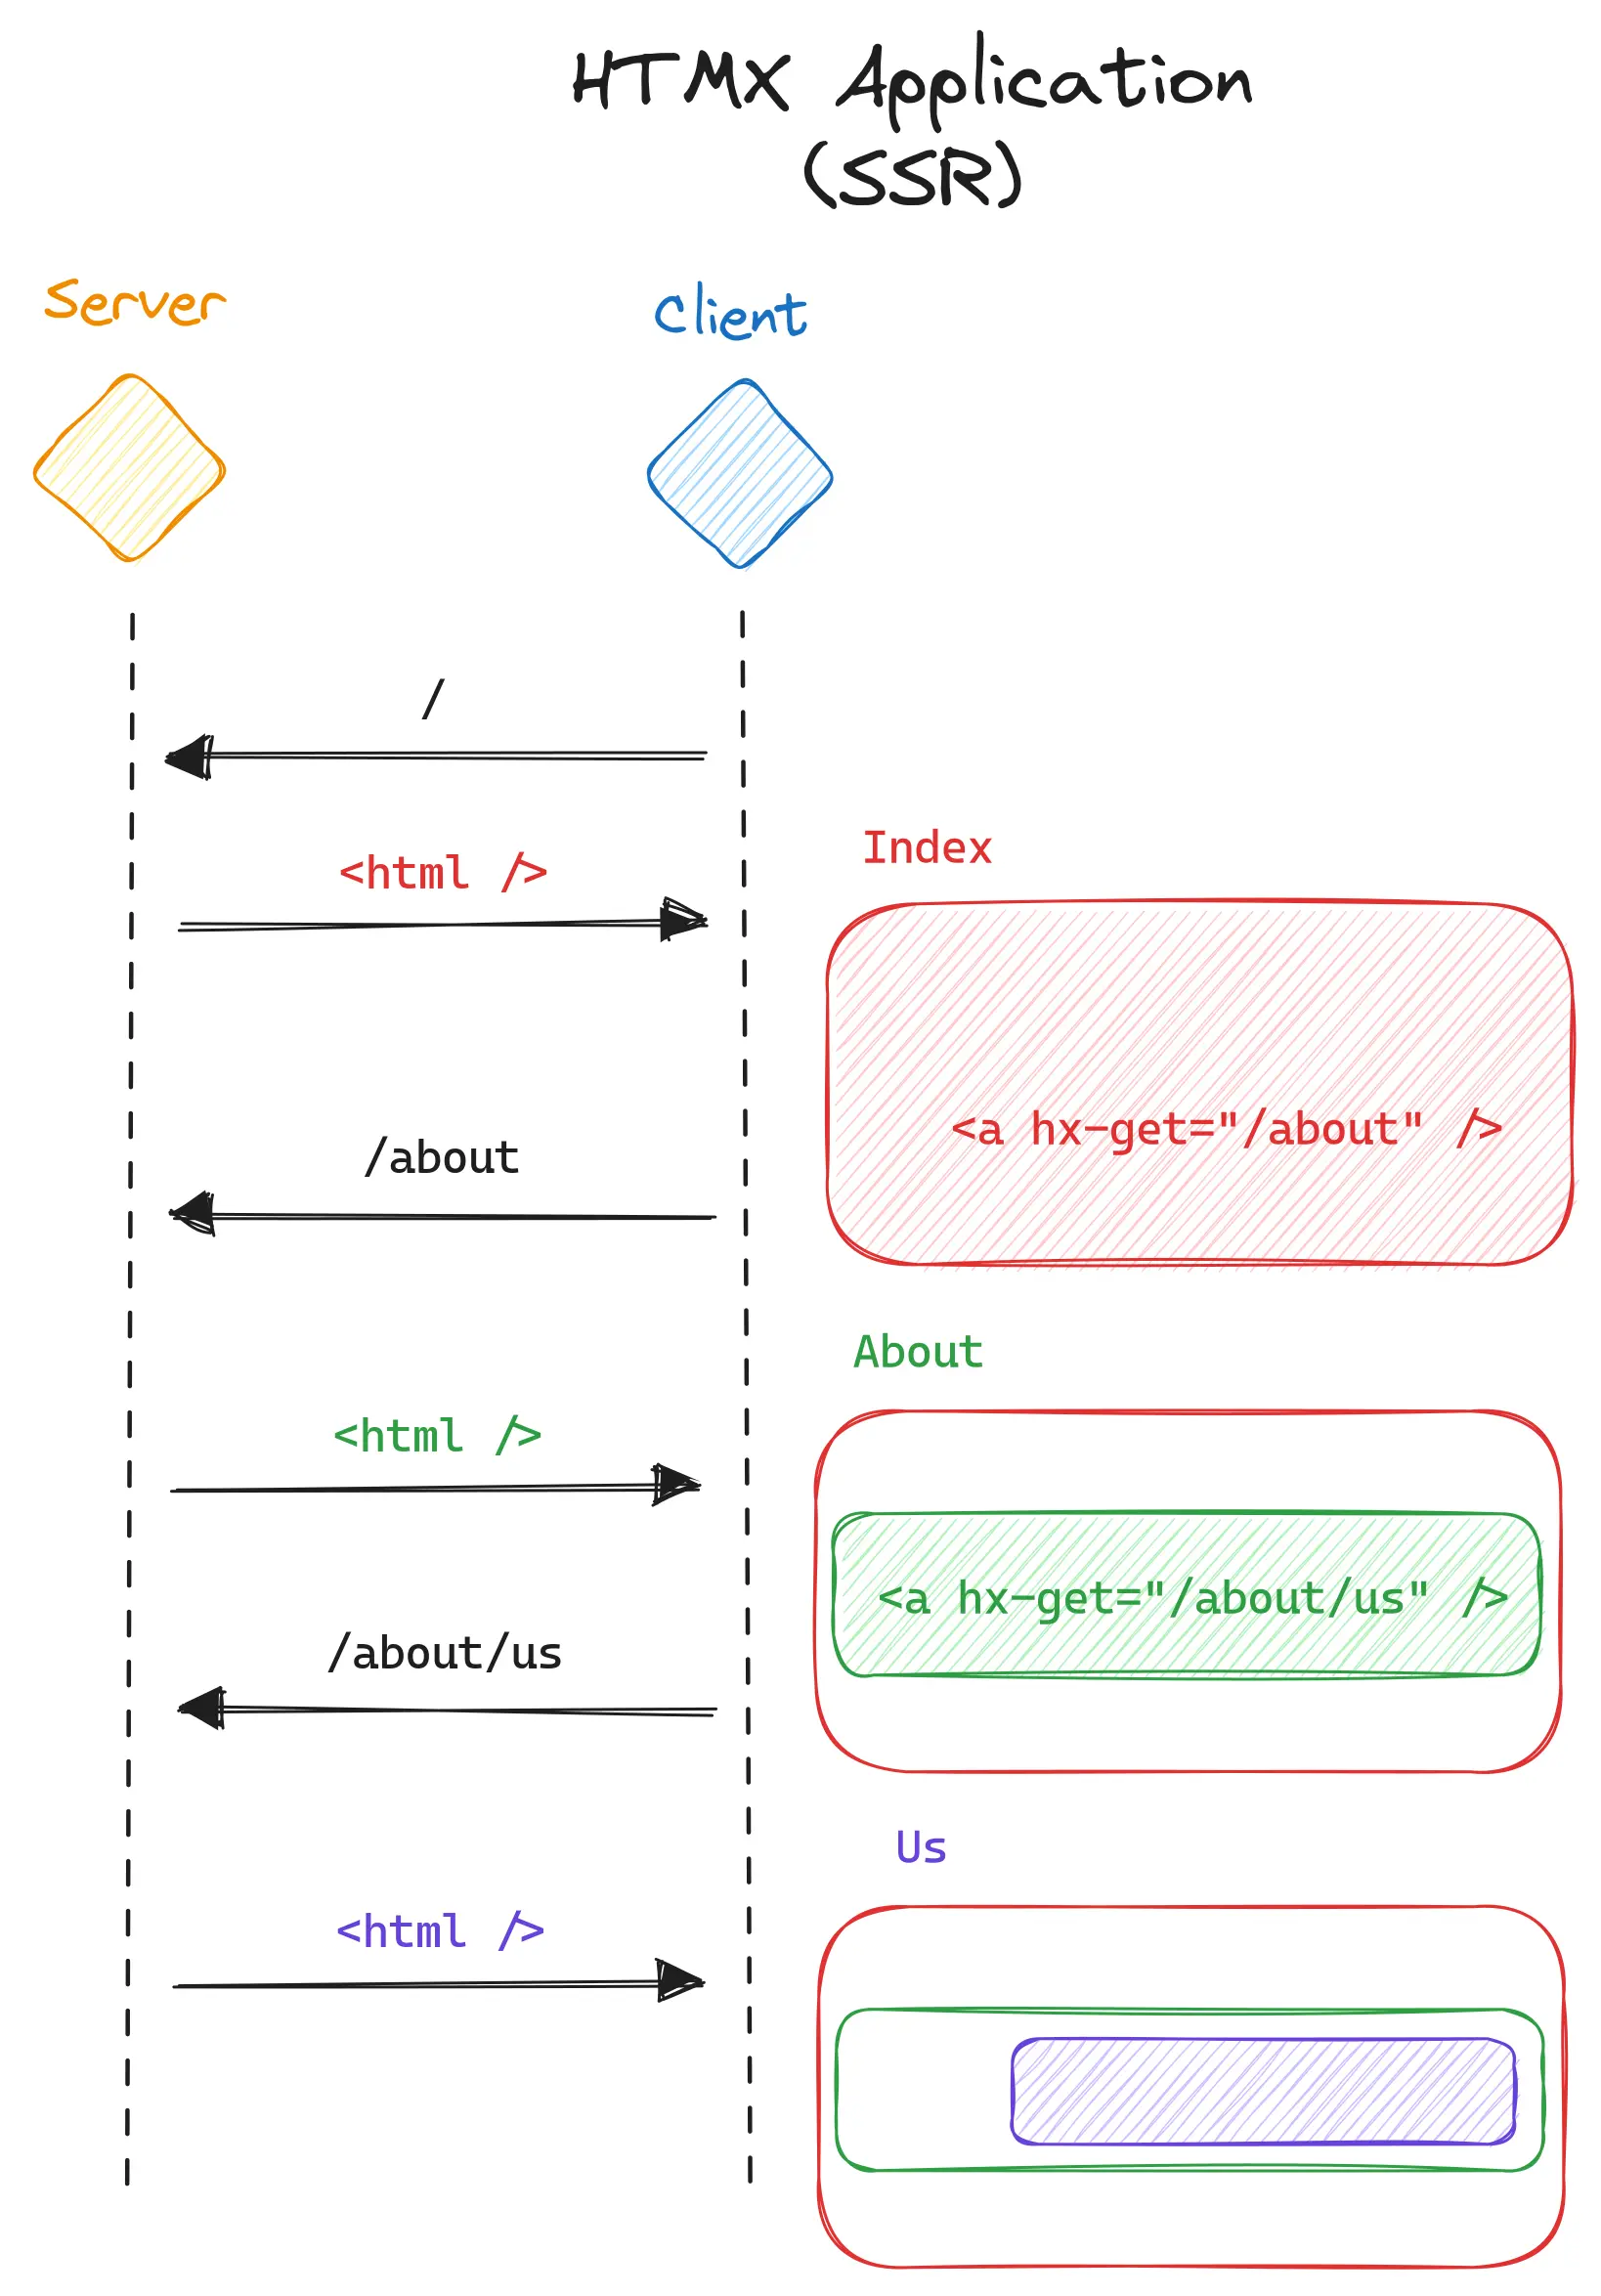 HTMX Application
(SSR)
Server
Client
/
<html />
Index
<a hx-get="/about" />
/about
About
<html />
<a hx-get="/about/us" />
/about/us
Us
<html />